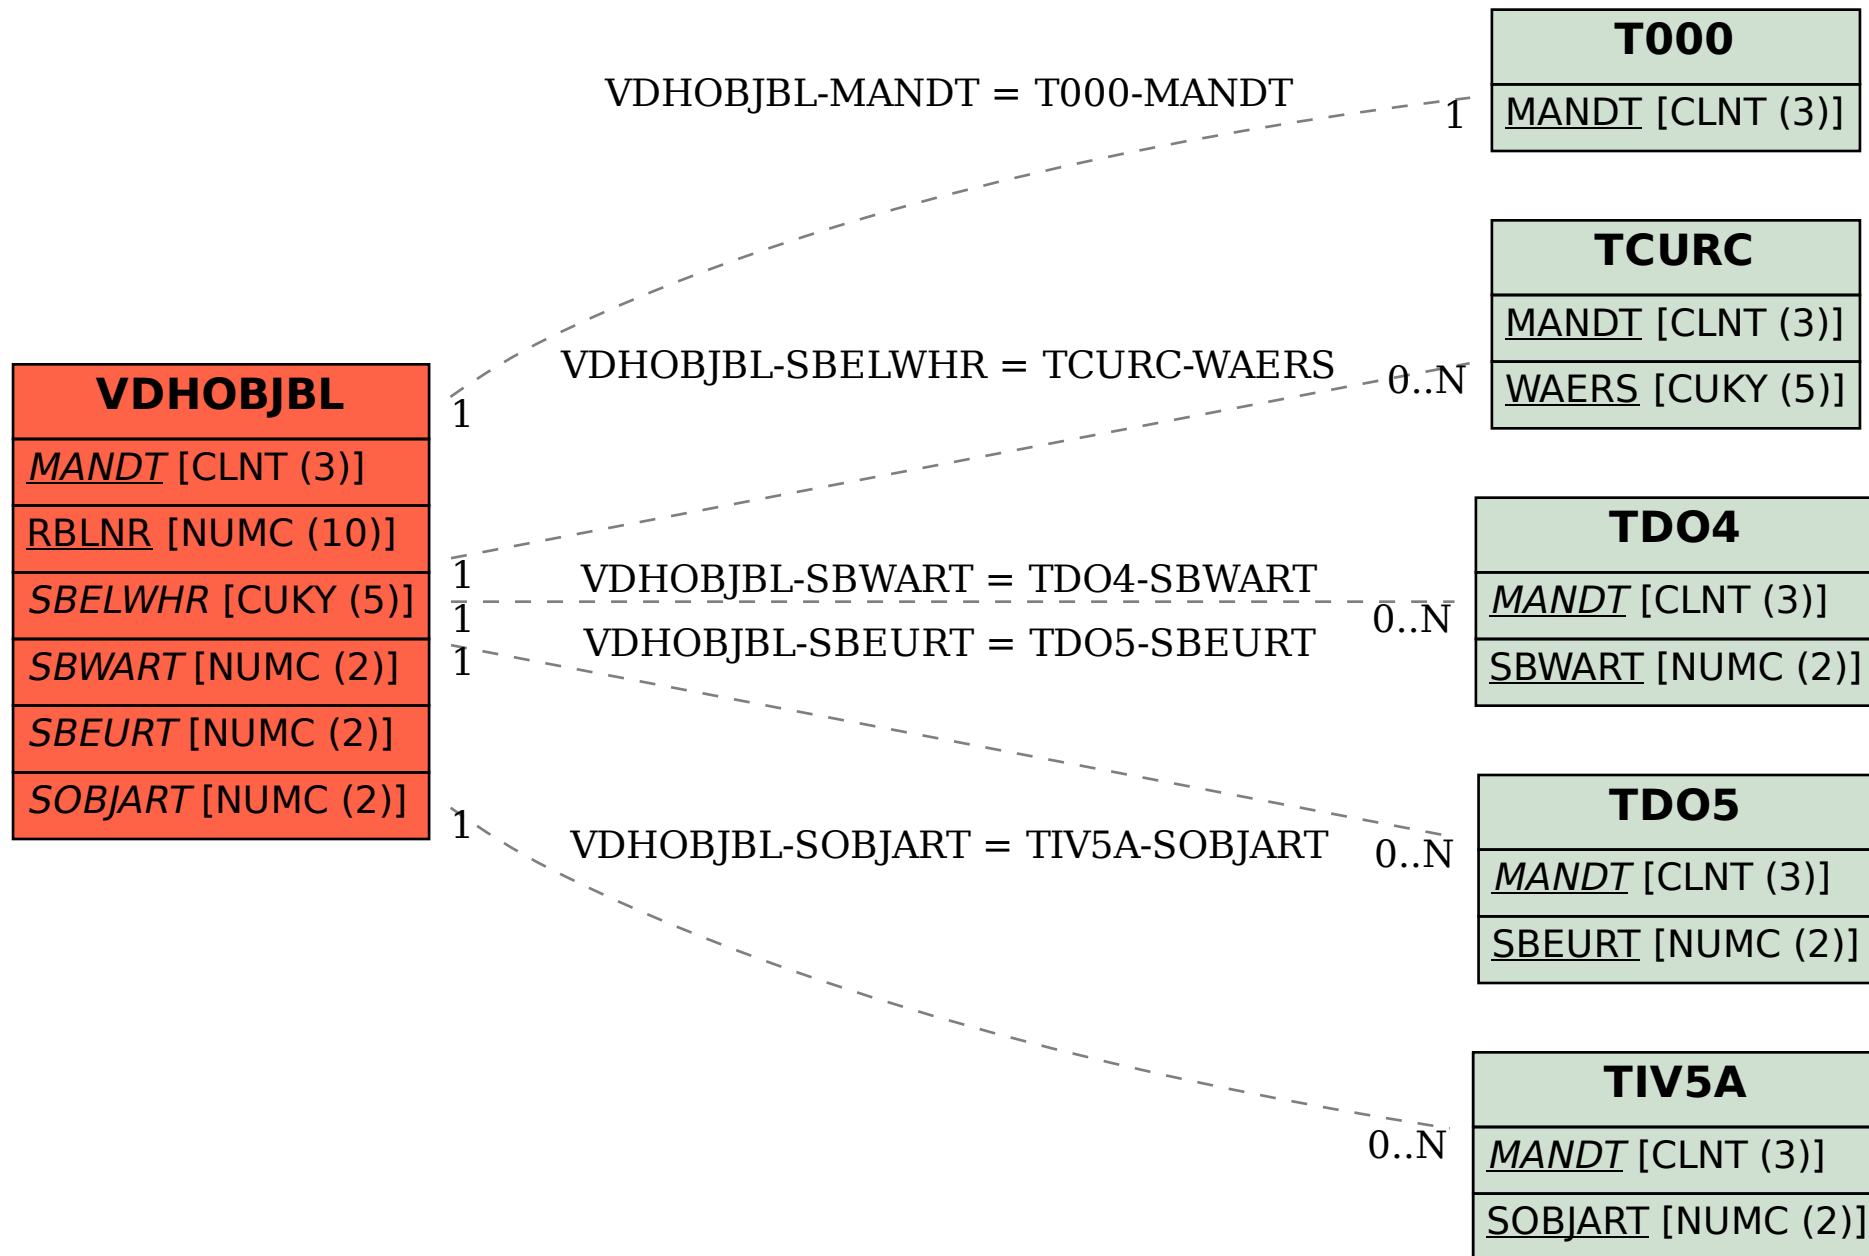 VDHOBJBL
MANDT [CLNT (3)]
RBLNR [NUMC (10)]
SBELWHR [CUKY (5)]
SBWART [NUMC (2)]
SBEURT [NUMC (2)]
SOBJART [NUMC (2)]
VDHOBJBL-MANDT = T000-MANDT
1
1
VDHOBJBL-SBELWHR = TCURC-WAERS
1
0..N
VDHOBJBL-SBWART = TDO4-SBWART
1
0..N
VDHOBJBL-SBEURT = TDO5-SBEURT
1
0..N
VDHOBJBL-SOBJART = TIV5A-SOBJART
1
0..N
T000
MANDT [CLNT (3)]
TCURC
MANDT [CLNT (3)]
WAERS [CUKY (5)]
TDO4
MANDT [CLNT (3)]
SBWART [NUMC (2)]
TDO5
MANDT [CLNT (3)]
SBEURT [NUMC (2)]
TIV5A
MANDT [CLNT (3)]
SOBJART [NUMC (2)]